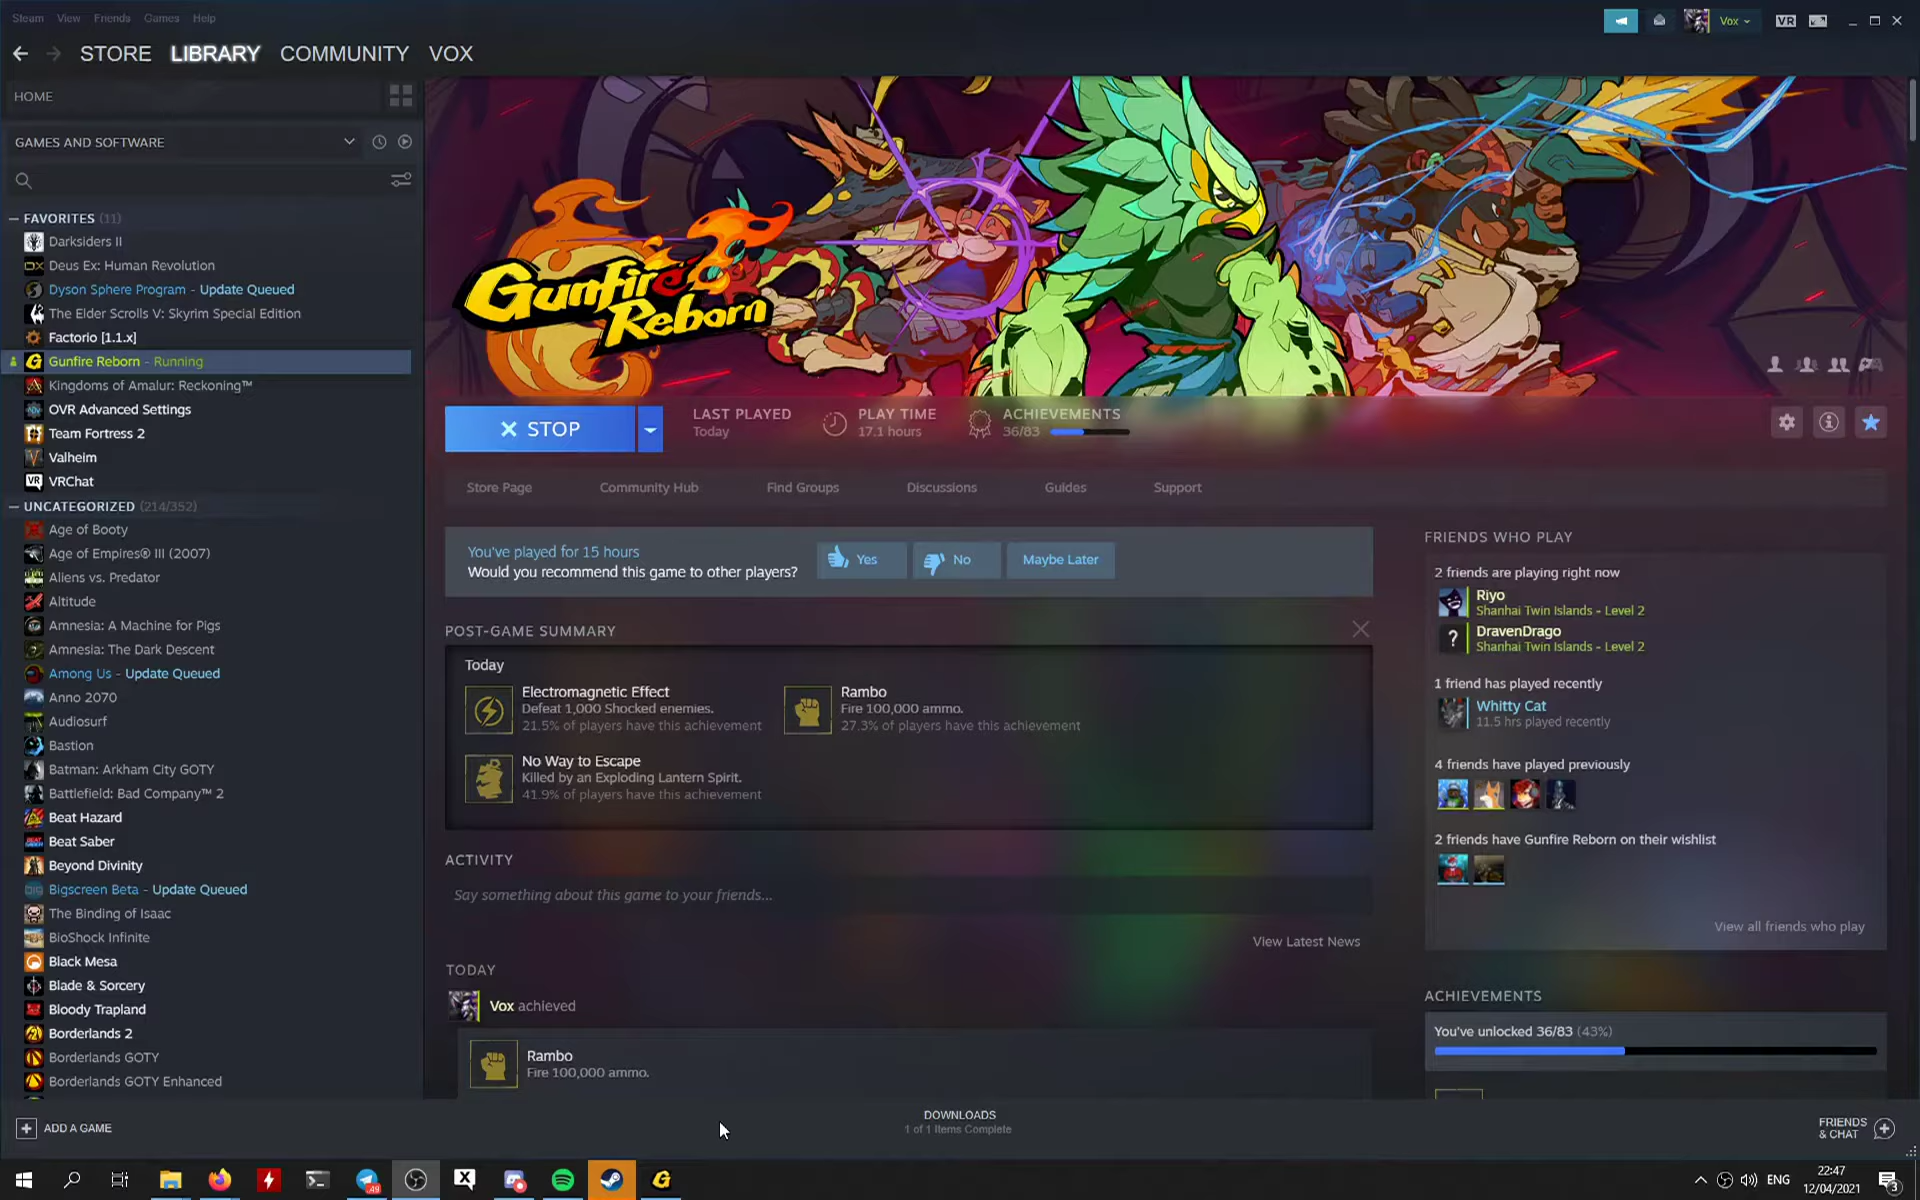 Steam View Friends Games Help
Vox
VR
STORE LIBRARY COMMUNITY VOX
HOME
GAMES AND SOFTWARE
FAVORITES (11)
Darksiders II
Deus Ex: Human Revolution
Dyson Sphere Program - Update Queued
The Elder Scrolls V: Skyrim Special Edition
Factorio [1.1.x]
Gunfire Reborn - Running
Kingdoms of Amalur: Reckoning™
OVR Advanced Settings
Team Fortress 2
Valheim
VRChat
UNCATEGORIZED (214/352)
Age of Booty
Age of Empires® III (2007)
Aliens vs. Predator
Altitude
Amnesia: A Machine for Pigs
Amnesia: The Dark Descent
Among Us - Update Queued
Anno 2070
Audiosurf
Bastion
Batman: Arkham City GOTY
Battlefield: Bad Company™ 2
Beat Hazard
Beat Saber
Beyond Divinity
Bigscreen Beta - Update Queued
The Binding of Isaac
BioShock Infinite
Black Mesa
Blade & Sorcery
Bloody Trapland
Borderlands 2
Borderlands GOTY
Borderlands GOTY Enhanced
ADD A GAME
Gunfire
Reborn
STOP
LAST PLAYED
Today
PLAY TIME
17.1 hours
ACHIEVEMENTS
36/83
Store Page Community Hub Find Groups Discussions Guides Support
You've played for 15 hours
Would you recommend this game to other players?
Yes No Maybe Later
POST-GAME SUMMARY
Today
Electromagnetic Effect
Defeat 1,000 Shocked enemies.
21.5% of players have this achievement
Rambo
Fire 100,000 ammo.
27.3% of players have this achievement
No Way to Escape
Killed by an Exploding Lantern Spirit.
41.9% of players have this achievement
ACTIVITY
Say something about this game to your friends...
View Latest News
TODAY
Vox achieved
Rambo
Fire 100,000 ammo.
FRIENDS WHO PLAY
2 friends are playing right now
Riyo
Shanhai Twin Islands - Level 2
?
DravenDrago
Shanhai Twin Islands - Level 2
1 friend has played recently
Whitty Cat
11.5 hrs played recently
4 friends have played previously
2 friends have Gunfire Reborn on their wishlist
View all friends who play
ACHIEVEMENTS
You've unlocked 36/83 (43%)
DOWNLOADS
1 of 1 Items Complete
FRIENDS
& CHAT
49
ENG
22:47
12/04/2021
3